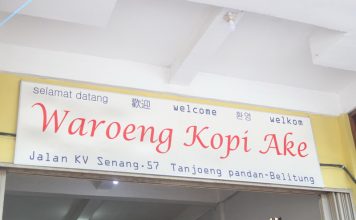 selamat datang 歡迎 welcome 환영 welkom
Waroeng Kopi Ake
Jalan KV Senang.57 Tanjoeng pandan-Belitung